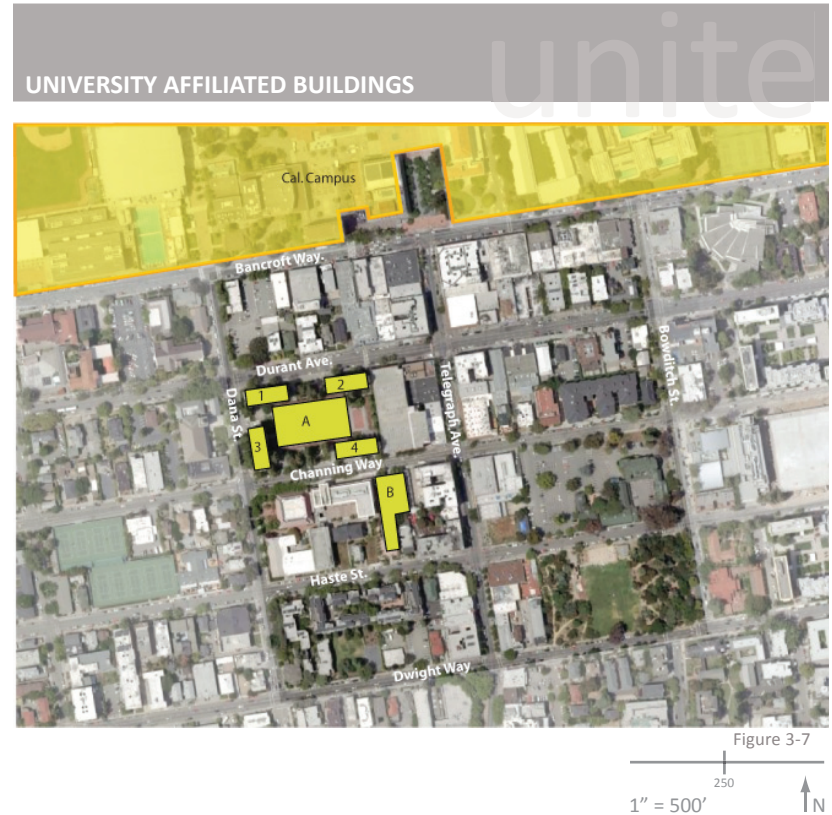 unite
UNIVERSITY AFFILIATED BUILDINGS
Cal. Campus
Bancroft Way.
Durant Ave.
Bowditch St.
Telegraph Ave.
Dana St.
1
2
A
3
4
Channing Way
B
Haste St.
Dwight Way
Figure 3-7
250
1” = 500’
N